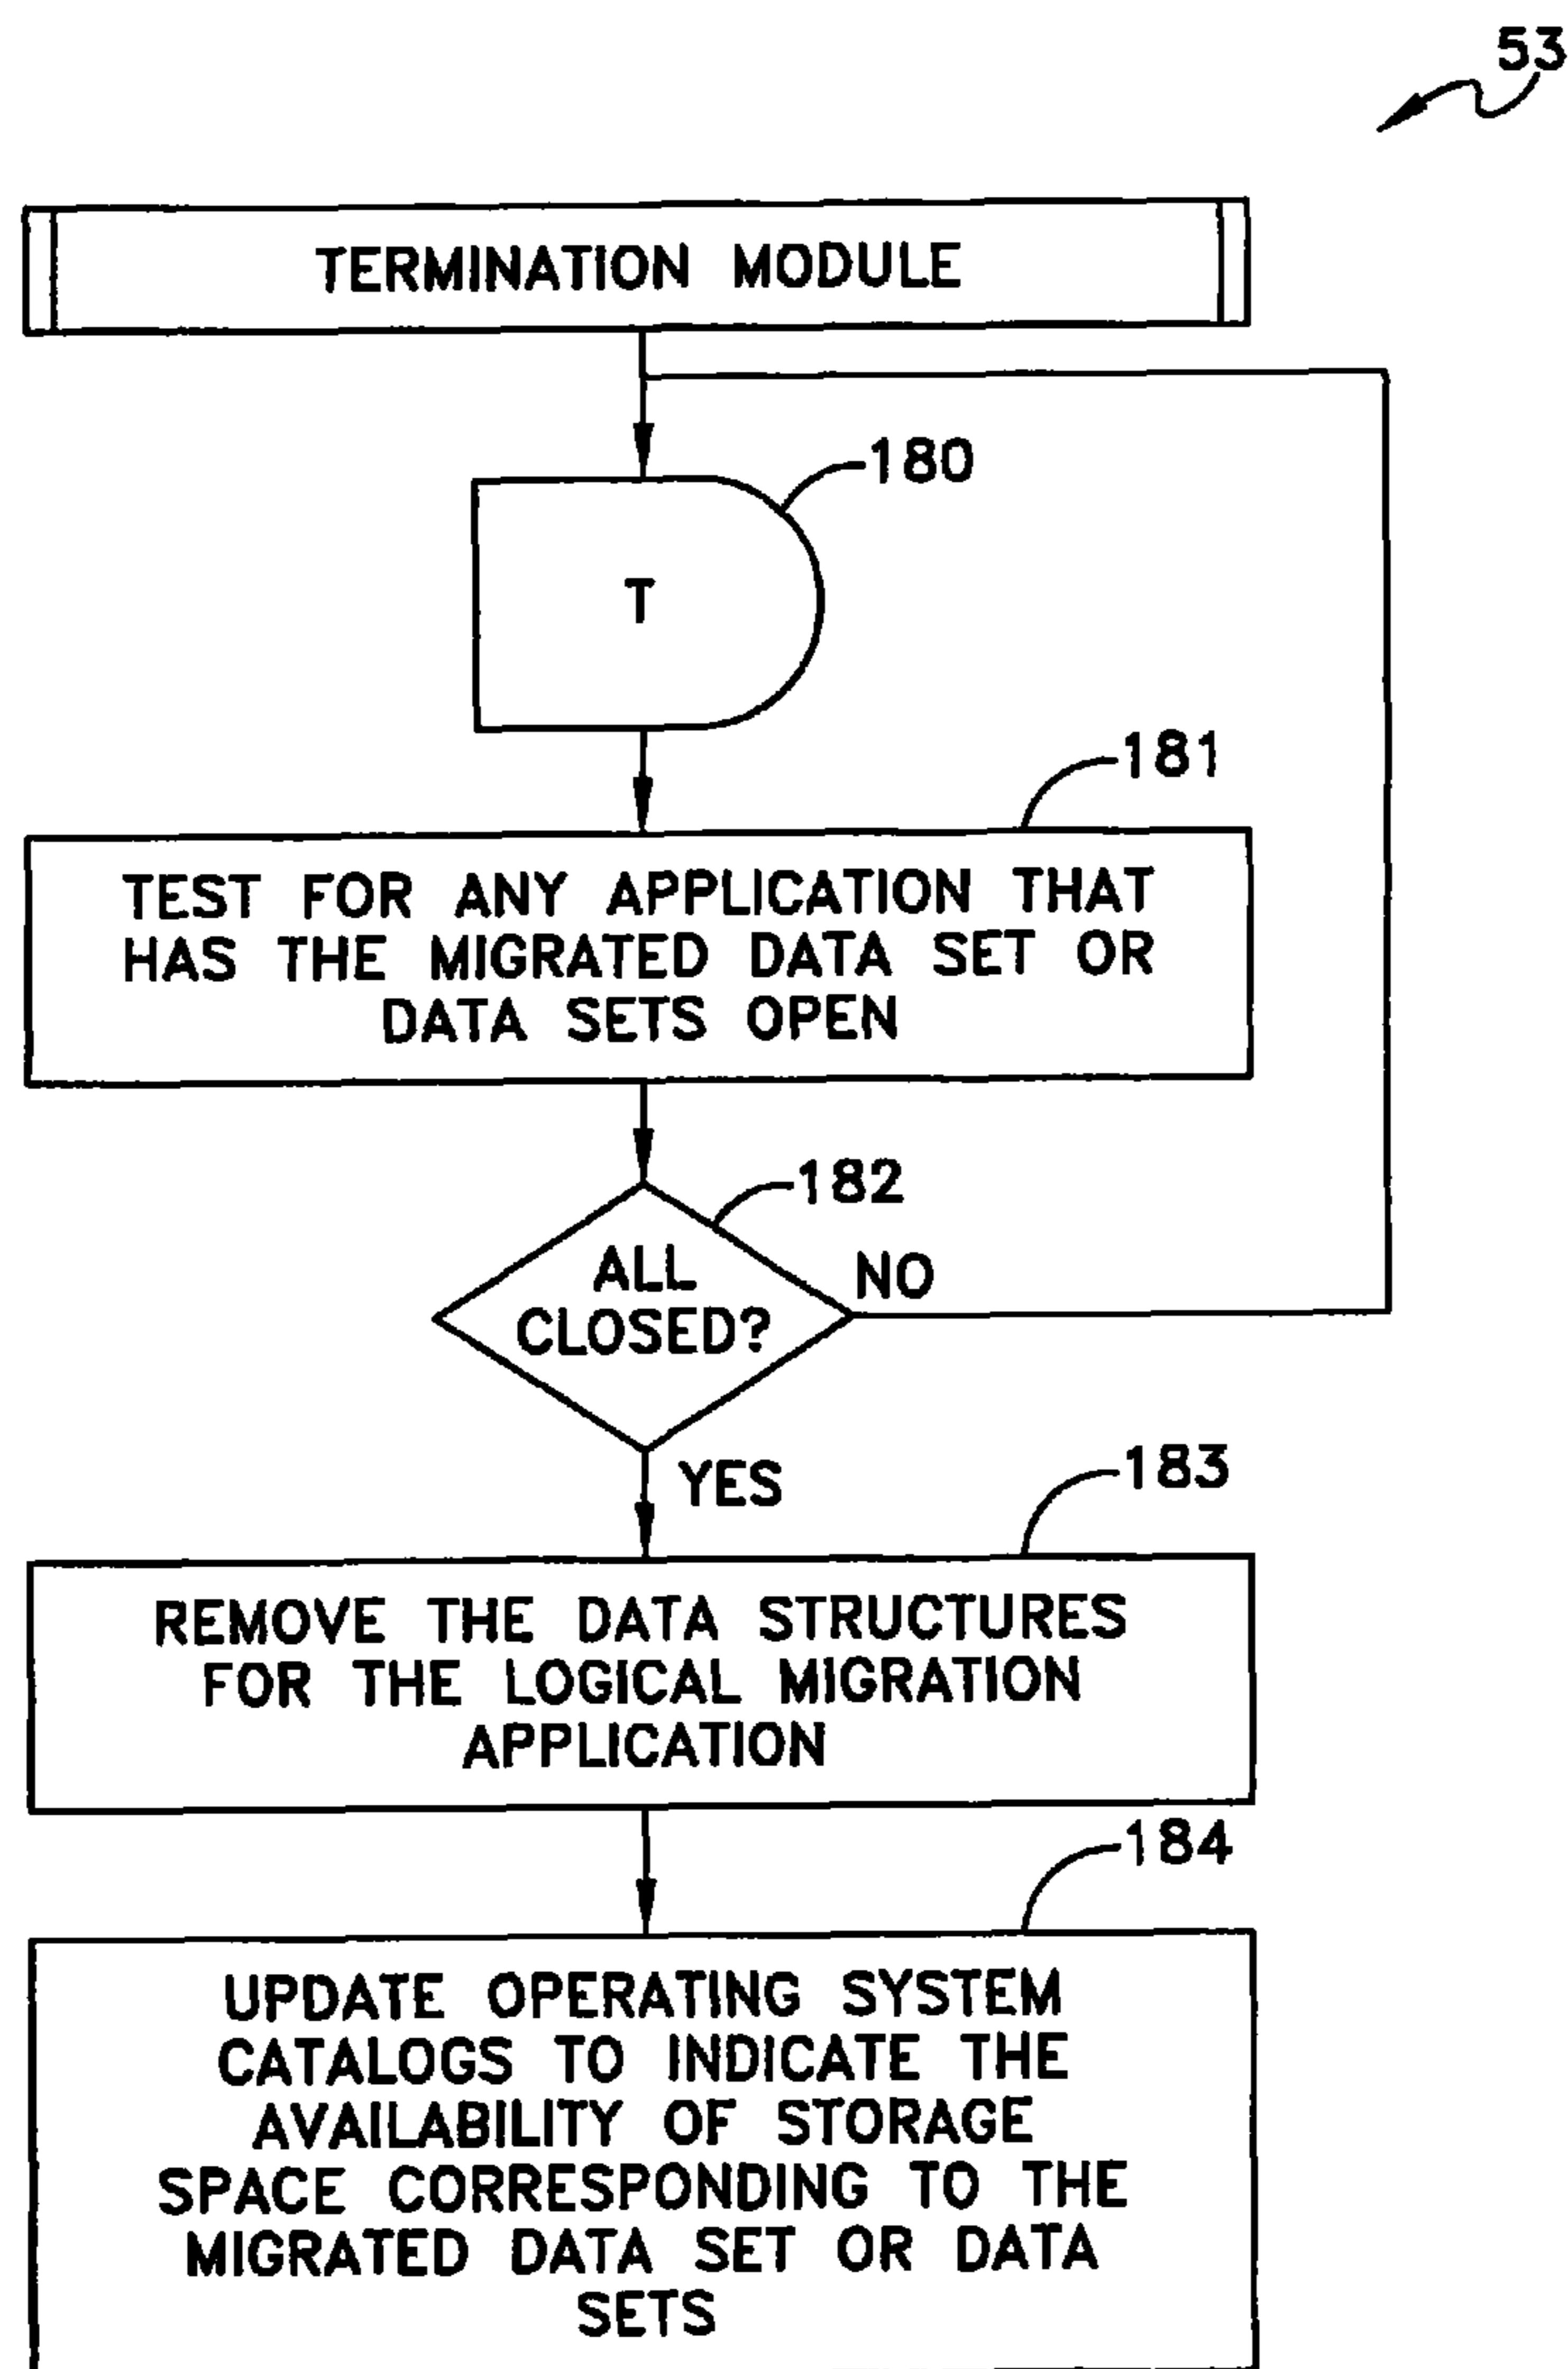 53
TERMINATION MODULE
180
T
181
TEST FOR ANY APPLICATION THAT
HAS THE MIGRATED DATA SET OR
DATA SETS OPEN
182
ALL
CLOSED?
NO
YES
183
REMOVE THE DATA STRUCTURES
FOR THE LOGICAL MIGRATION
APPLICATION
184
UPDATE OPERATING SYSTEM
CATALOGS TO INDICATE THE
AVAILABILITY OF STORAGE
SPACE CORRESPONDING TO THE
MIGRATED DATA SET OR DATA
SETS